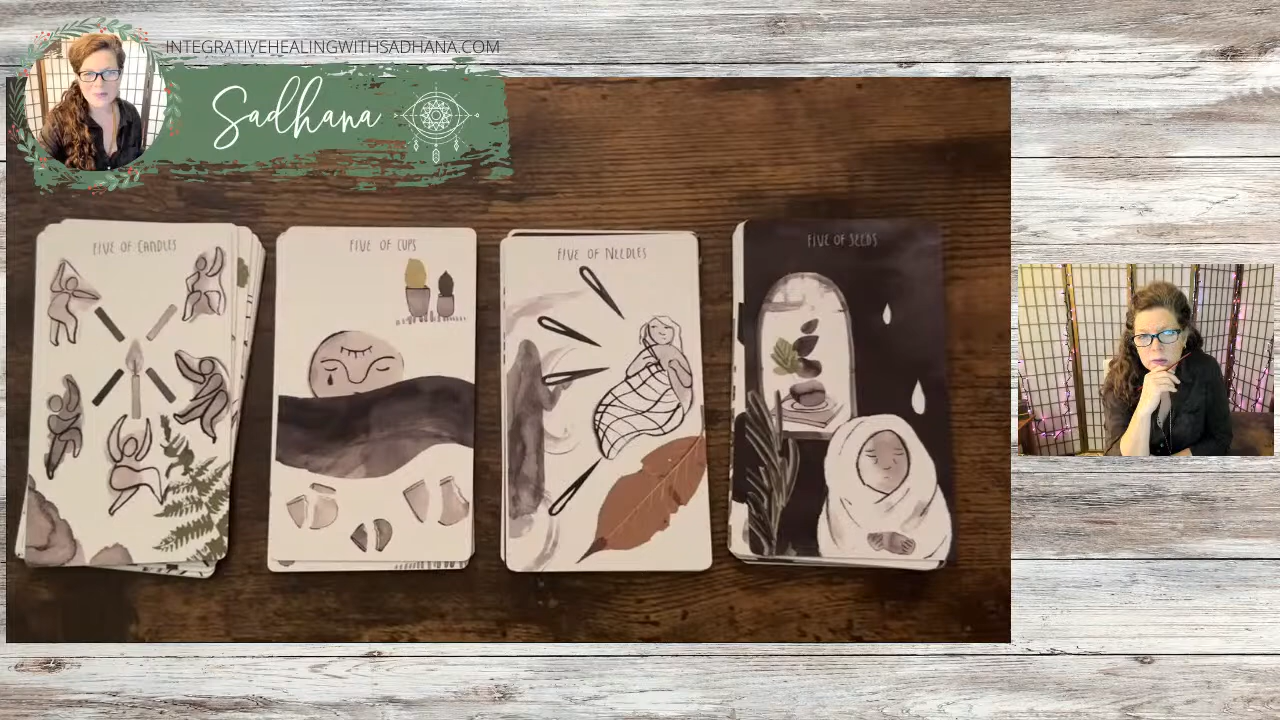 INTEGRATIVEHEALINGWITHSADHANA.COM
Sadhana
FIVE OF CANDLES
FIVE OF CUPS
FIVE OF NEEDLES
FIVE OF SEEDS